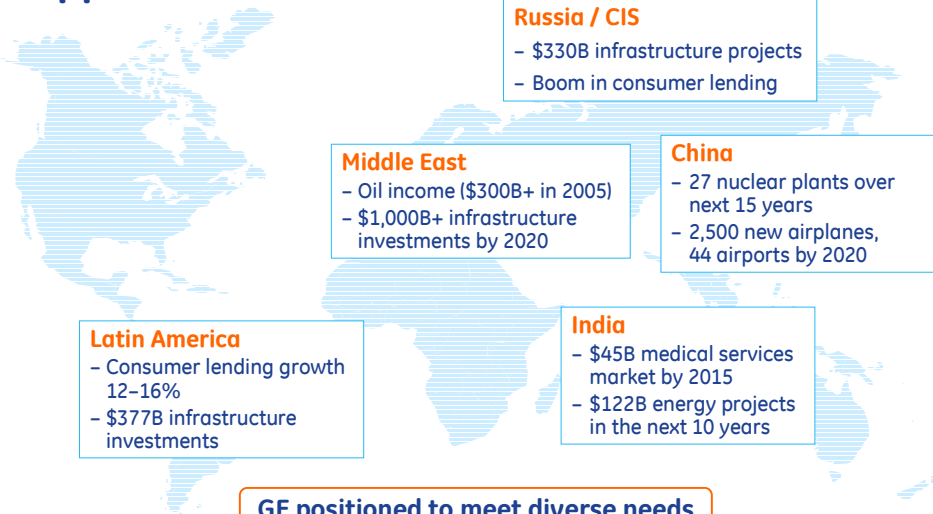 Russia / CIS
– $330B infrastructure projects
– Boom in consumer lending
Middle East
– Oil income ($300B+ in 2005)
– $1,000B+ infrastructure
investments by 2020
China
– 27 nuclear plants over
next 15 years
– 2,500 new airplanes,
44 airports by 2020
Latin America
– Consumer lending growth
12–16%
– $377B infrastructure
investments
India
– $45B medical services
market by 2015
– $122B energy projects
in the next 10 years
GE positioned to meet diverse needs